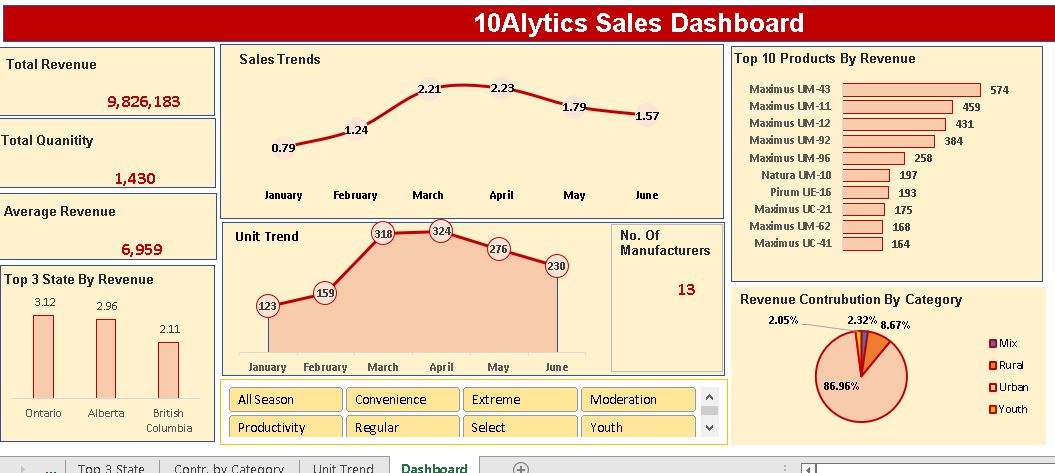 10Alytics Sales Dashboard
Total Revenue
9,826,183
Total Quanitity
1,430
Average Revenue
6,959
Top 3 State By Revenue
3.12
2.96
2.11
Ontario
Alberta
British
Columbia
Sales Trends
0.79
1.24
2.21
2.23
1.79
1.57
January
February
March
April
May
June
Unit Trend
123
159
318
324
276
230
January
February
March
April
May
June
No. Of
Manufacturers
13
All Season
Convenience
Extreme
Moderation
Productivity
Regular
Select
Youth
Top 10 Products By Revenue
Maximus UM-43 574
Maximus UM-11 459
Maximus UM-12 431
Maximus UM-92 384
Maximus UM-96 258
Natura UM-10 197
Pirum UE-16 193
Maximus UC-21 175
Maximus UM-62 168
Maximus UC-41 164
Revenue Contrubution By Category
2.05%
2.32%
8.67%
86.96%
Mix
Rural
Urban
Youth
... Top 3 State Contr. by Category Unit Trend Dashboard